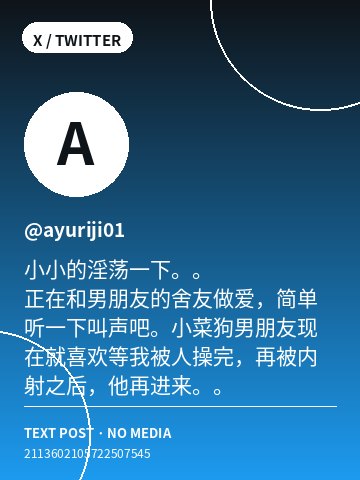 X / TWITTER
A
@ayuriji01
小小的淫荡一下。。
正在和男朋友的舍友做爱，简单
听一下叫声吧。小菜狗男朋友现
在就喜欢等我被人操完，再被内
射之后，他再进来。。
TEXT POST · NO MEDIA
2113602105722507545